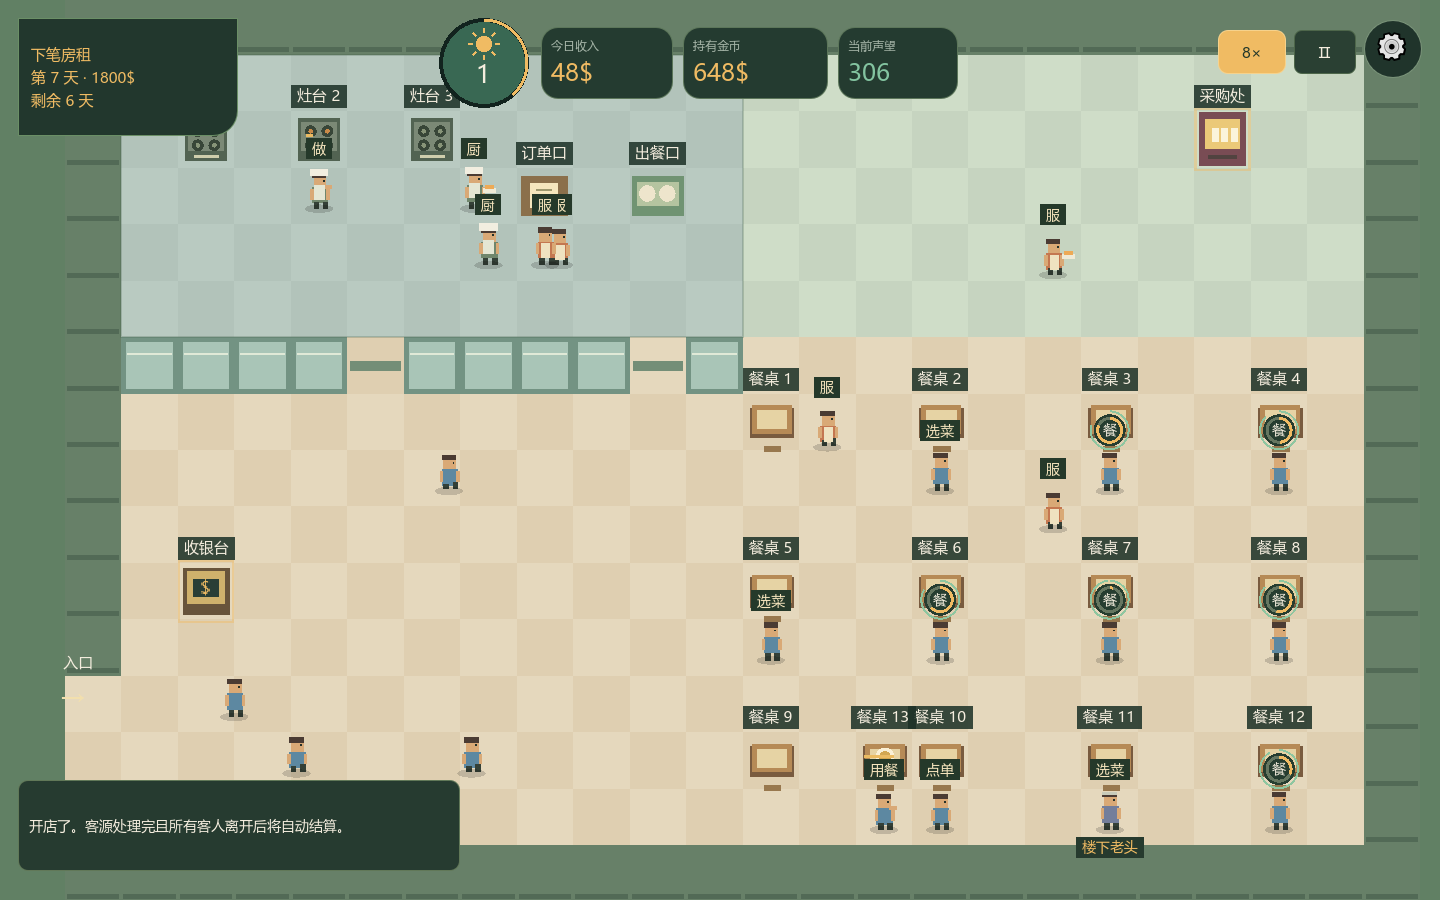 下笔房租
第 7 天 · 1800$
剩余 6 天
1
今日收入
48$
持有金币
648$
当前声望
306
8×
II
灶台 2
灶台 3
采购处
做
厨
订单口
出餐口
厨
服
服
服
餐桌 1
服
餐桌 2
餐桌 3
餐桌 4
选菜
餐
餐
服
收银台
$
餐桌 5
餐桌 6
餐桌 7
餐桌 8
选菜
餐
餐
餐
入口
餐桌 9
餐桌 13
餐桌 10
餐桌 11
餐桌 12
用餐
点单
选菜
餐
楼下老头
开店了。客源处理完且所有客人离开后将自动结算。